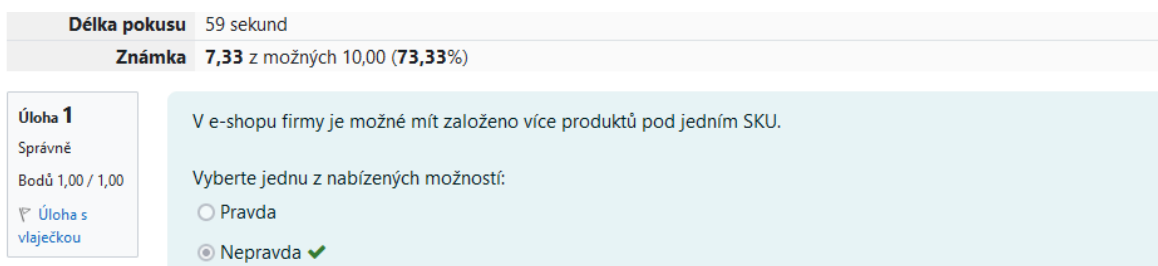 Délka pokusu 59 sekund
Známka 7,33 z možných 10,00 (73,33%)
Úloha 1
Správně
Bodů 1,00 / 1,00
Úloha s
vlaječkou
V e-shopu firmy je možné mít založeno více produktů pod jedním SKU.
Vyberte jednu z nabízených možností:
Pravda
Nepravda